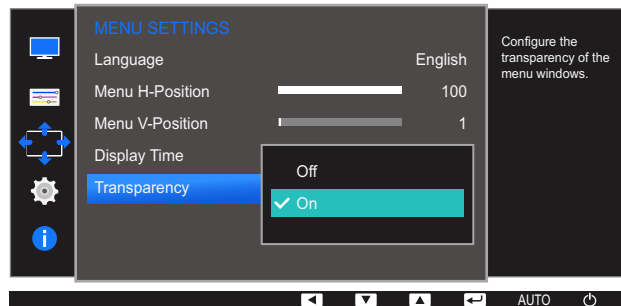 MENU SETTINGS
Language English
Menu H-Position 100
Menu V-Position 1
Display Time
Transparency
Off
On
Configure the
transparency of the
menu windows.
AUTO